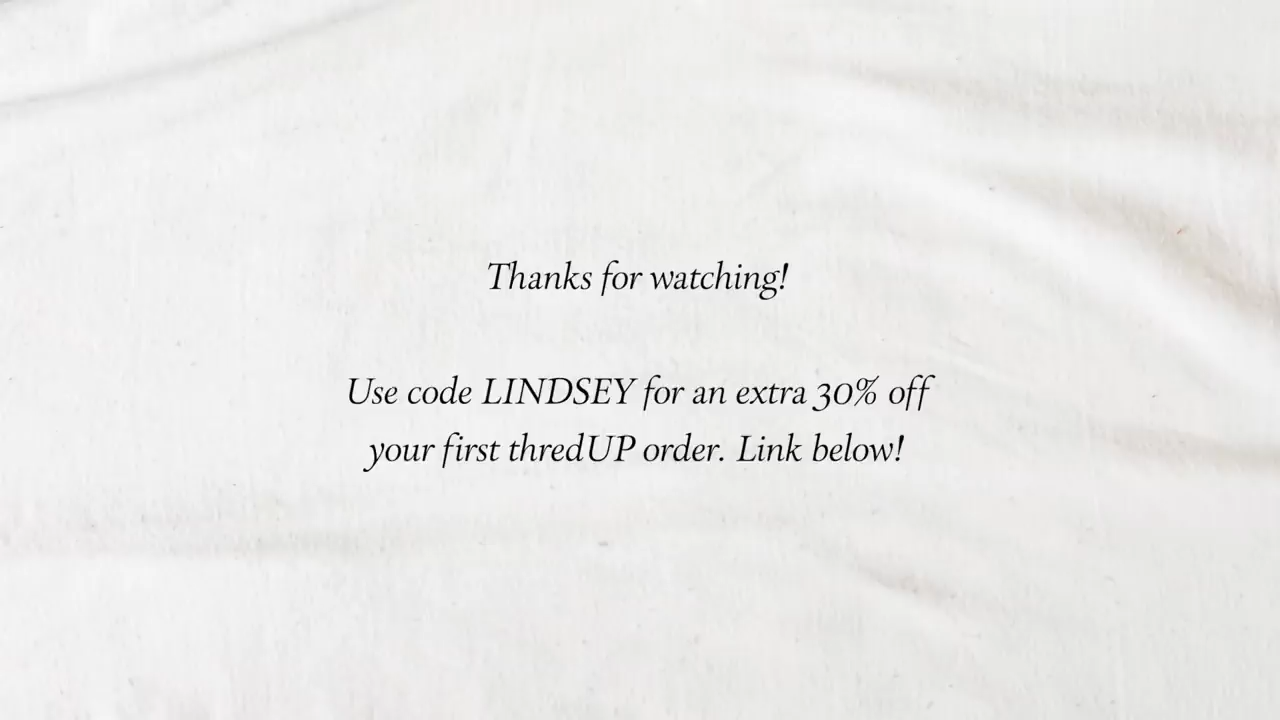 Thanks for watching!
Use code LINDSEY for an extra 30% off
your first thredUP order. Link below!